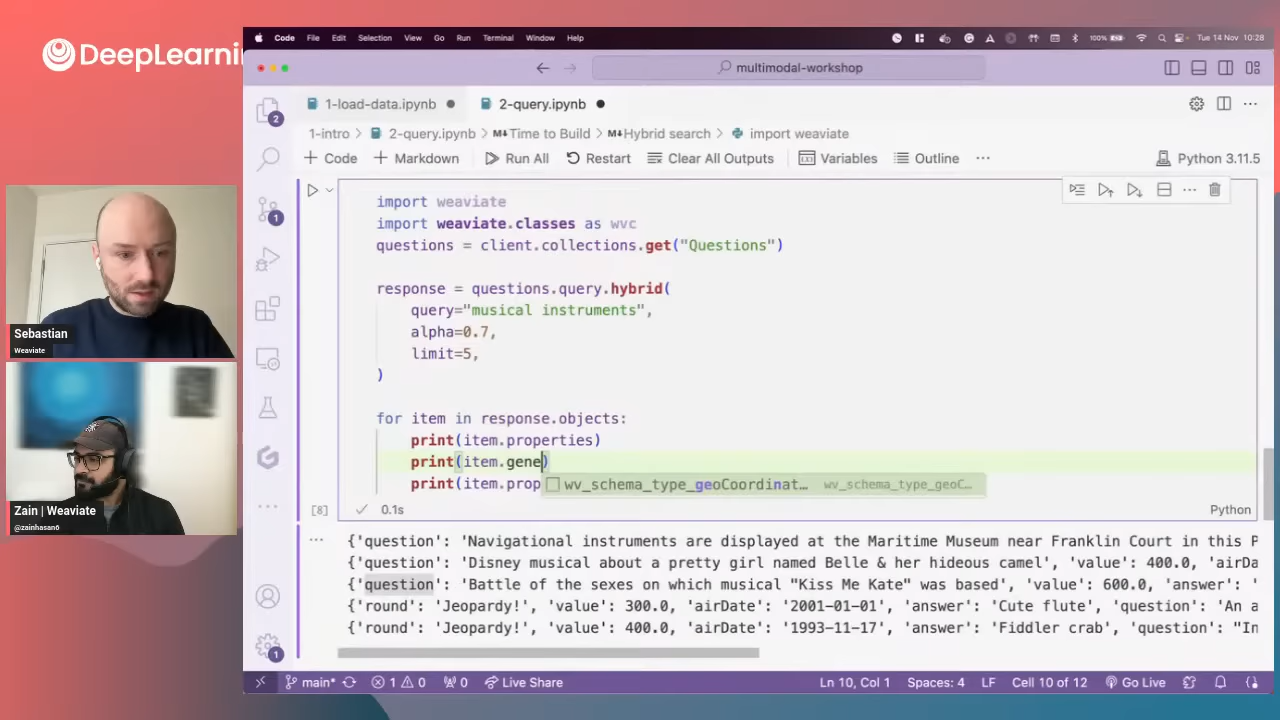 DeepLearnin
Code File Edit Selection View Go Run Terminal Window Help 100% Tue 14 Nov 10:28
multimodal-workshop
1-load-data.ipynb 2-query.ipynb
1-intro > 2-query.ipynb > M↓Time to Build > M↓Hybrid search > import weaviate
+ Code + Markdown Run All Restart Clear All Outputs Variables Outline ... Python 3.11.5
import weaviate
import weaviate.classes as wvc
questions = client.collections.get("Questions")
response = questions.query.hybrid(
query="musical instruments",
alpha=0.7,
limit=5,
)
for item in response.objects:
print(item.properties)
print(item.gene)
print(item.prop
wv_schema_type_geoCoordinat… wv_schema_type_geoC…
[8] 0.1s Python
{'question': 'Navigational instruments are displayed at the Maritime Museum near Franklin Court in this P
{'question': 'Disney musical about a pretty girl named Belle & her hideous camel', 'value': 400.0, 'airDa
{'question': 'Battle of the sexes on which musical "Kiss Me Kate" was based', 'value': 600.0, 'answer': '
{'round': 'Jeopardy!', 'value': 300.0, 'airDate': '2001-01-01', 'answer': 'Cute flute', 'question': 'An a
{'round': 'Jeopardy!', 'value': 400.0, 'airDate': '1993-11-17', 'answer': 'Fiddler crab', 'question': "In
main* 1 0 0 Live Share Ln 10, Col 1 Spaces: 4 LF Cell 10 of 12 Go Live
2
1
1
Sebastian
Weaviate
Zain | Weaviate
@zainhasan6